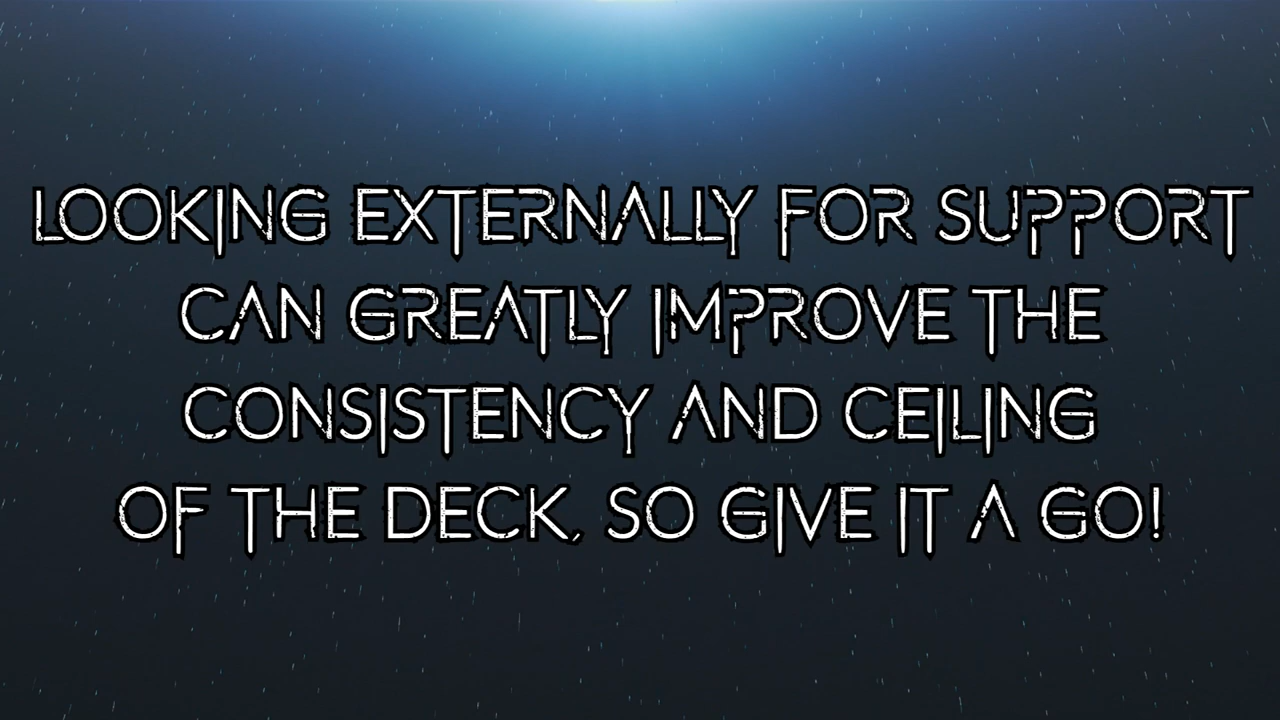 LOOKING EXTERNALLY FOR SUPPORT
CAN GREATLY IMPROVE THE
CONSISTENCY AND CEILING
OF THE DECK, SO GIVE IT A GO!